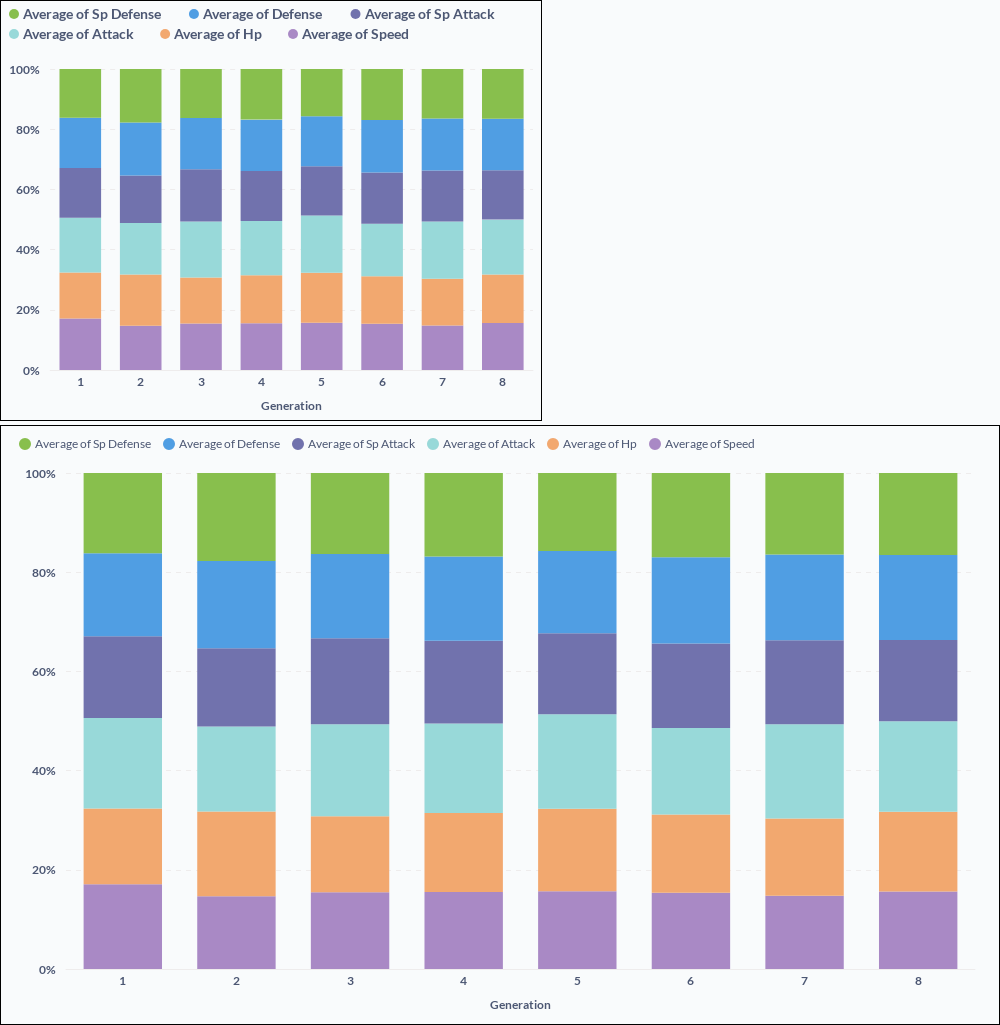 Average of Sp Defense Average of Defense Average of Sp Attack
Average of Attack Average of Hp Average of Speed
100%
80%
60%
40%
20%
0%
1 2 3 4 5 6 7 8
Generation
Average of Sp Defense Average of Defense Average of Sp Attack Average of Attack Average of Hp Average of Speed
100%
80%
60%
40%
20%
0%
1 2 3 4 5 6 7 8
Generation